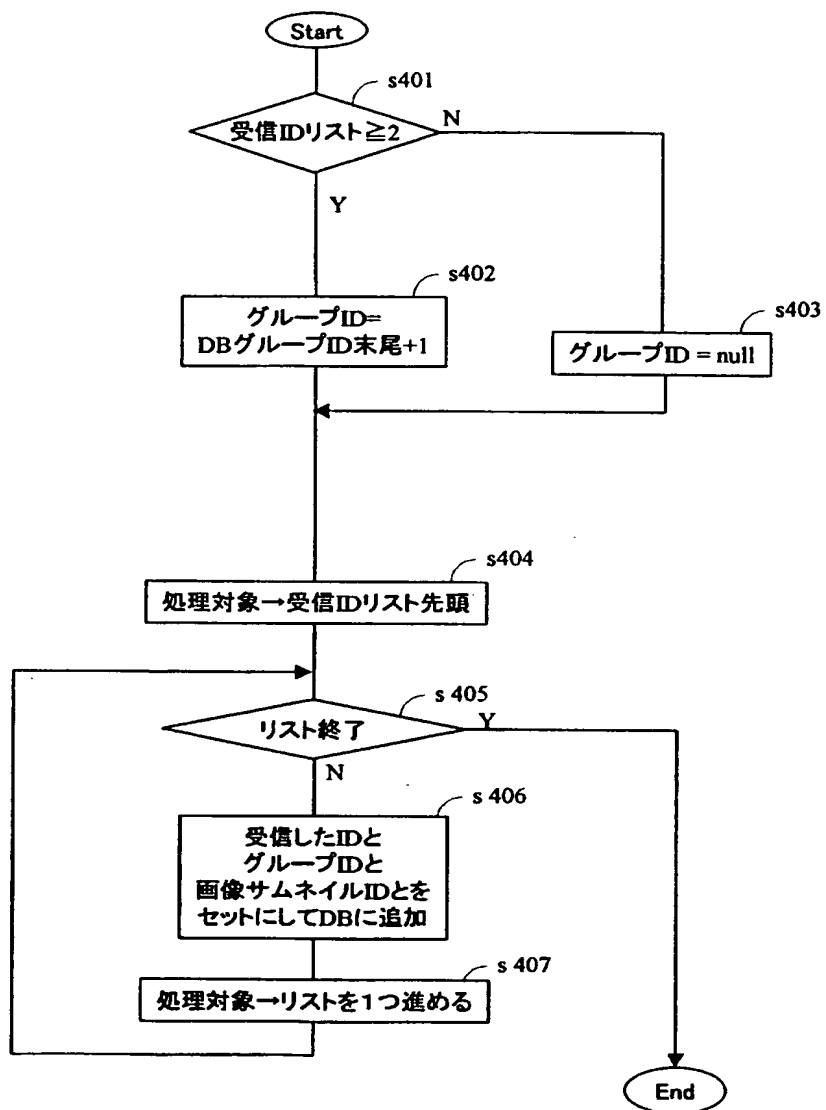 Start
s401
受信IDリスト≧2
N
Y
s402
グループID=
DBグループID末尾+1
s403
グループID = null
s404
処理対象→受信IDリスト先頭
s 405
リスト終了
Y
N
s 406
受信したIDと
グループIDと
画像サムネイルIDとを
セットにしてDBに追加
s 407
処理対象→リストを1つ進める
End